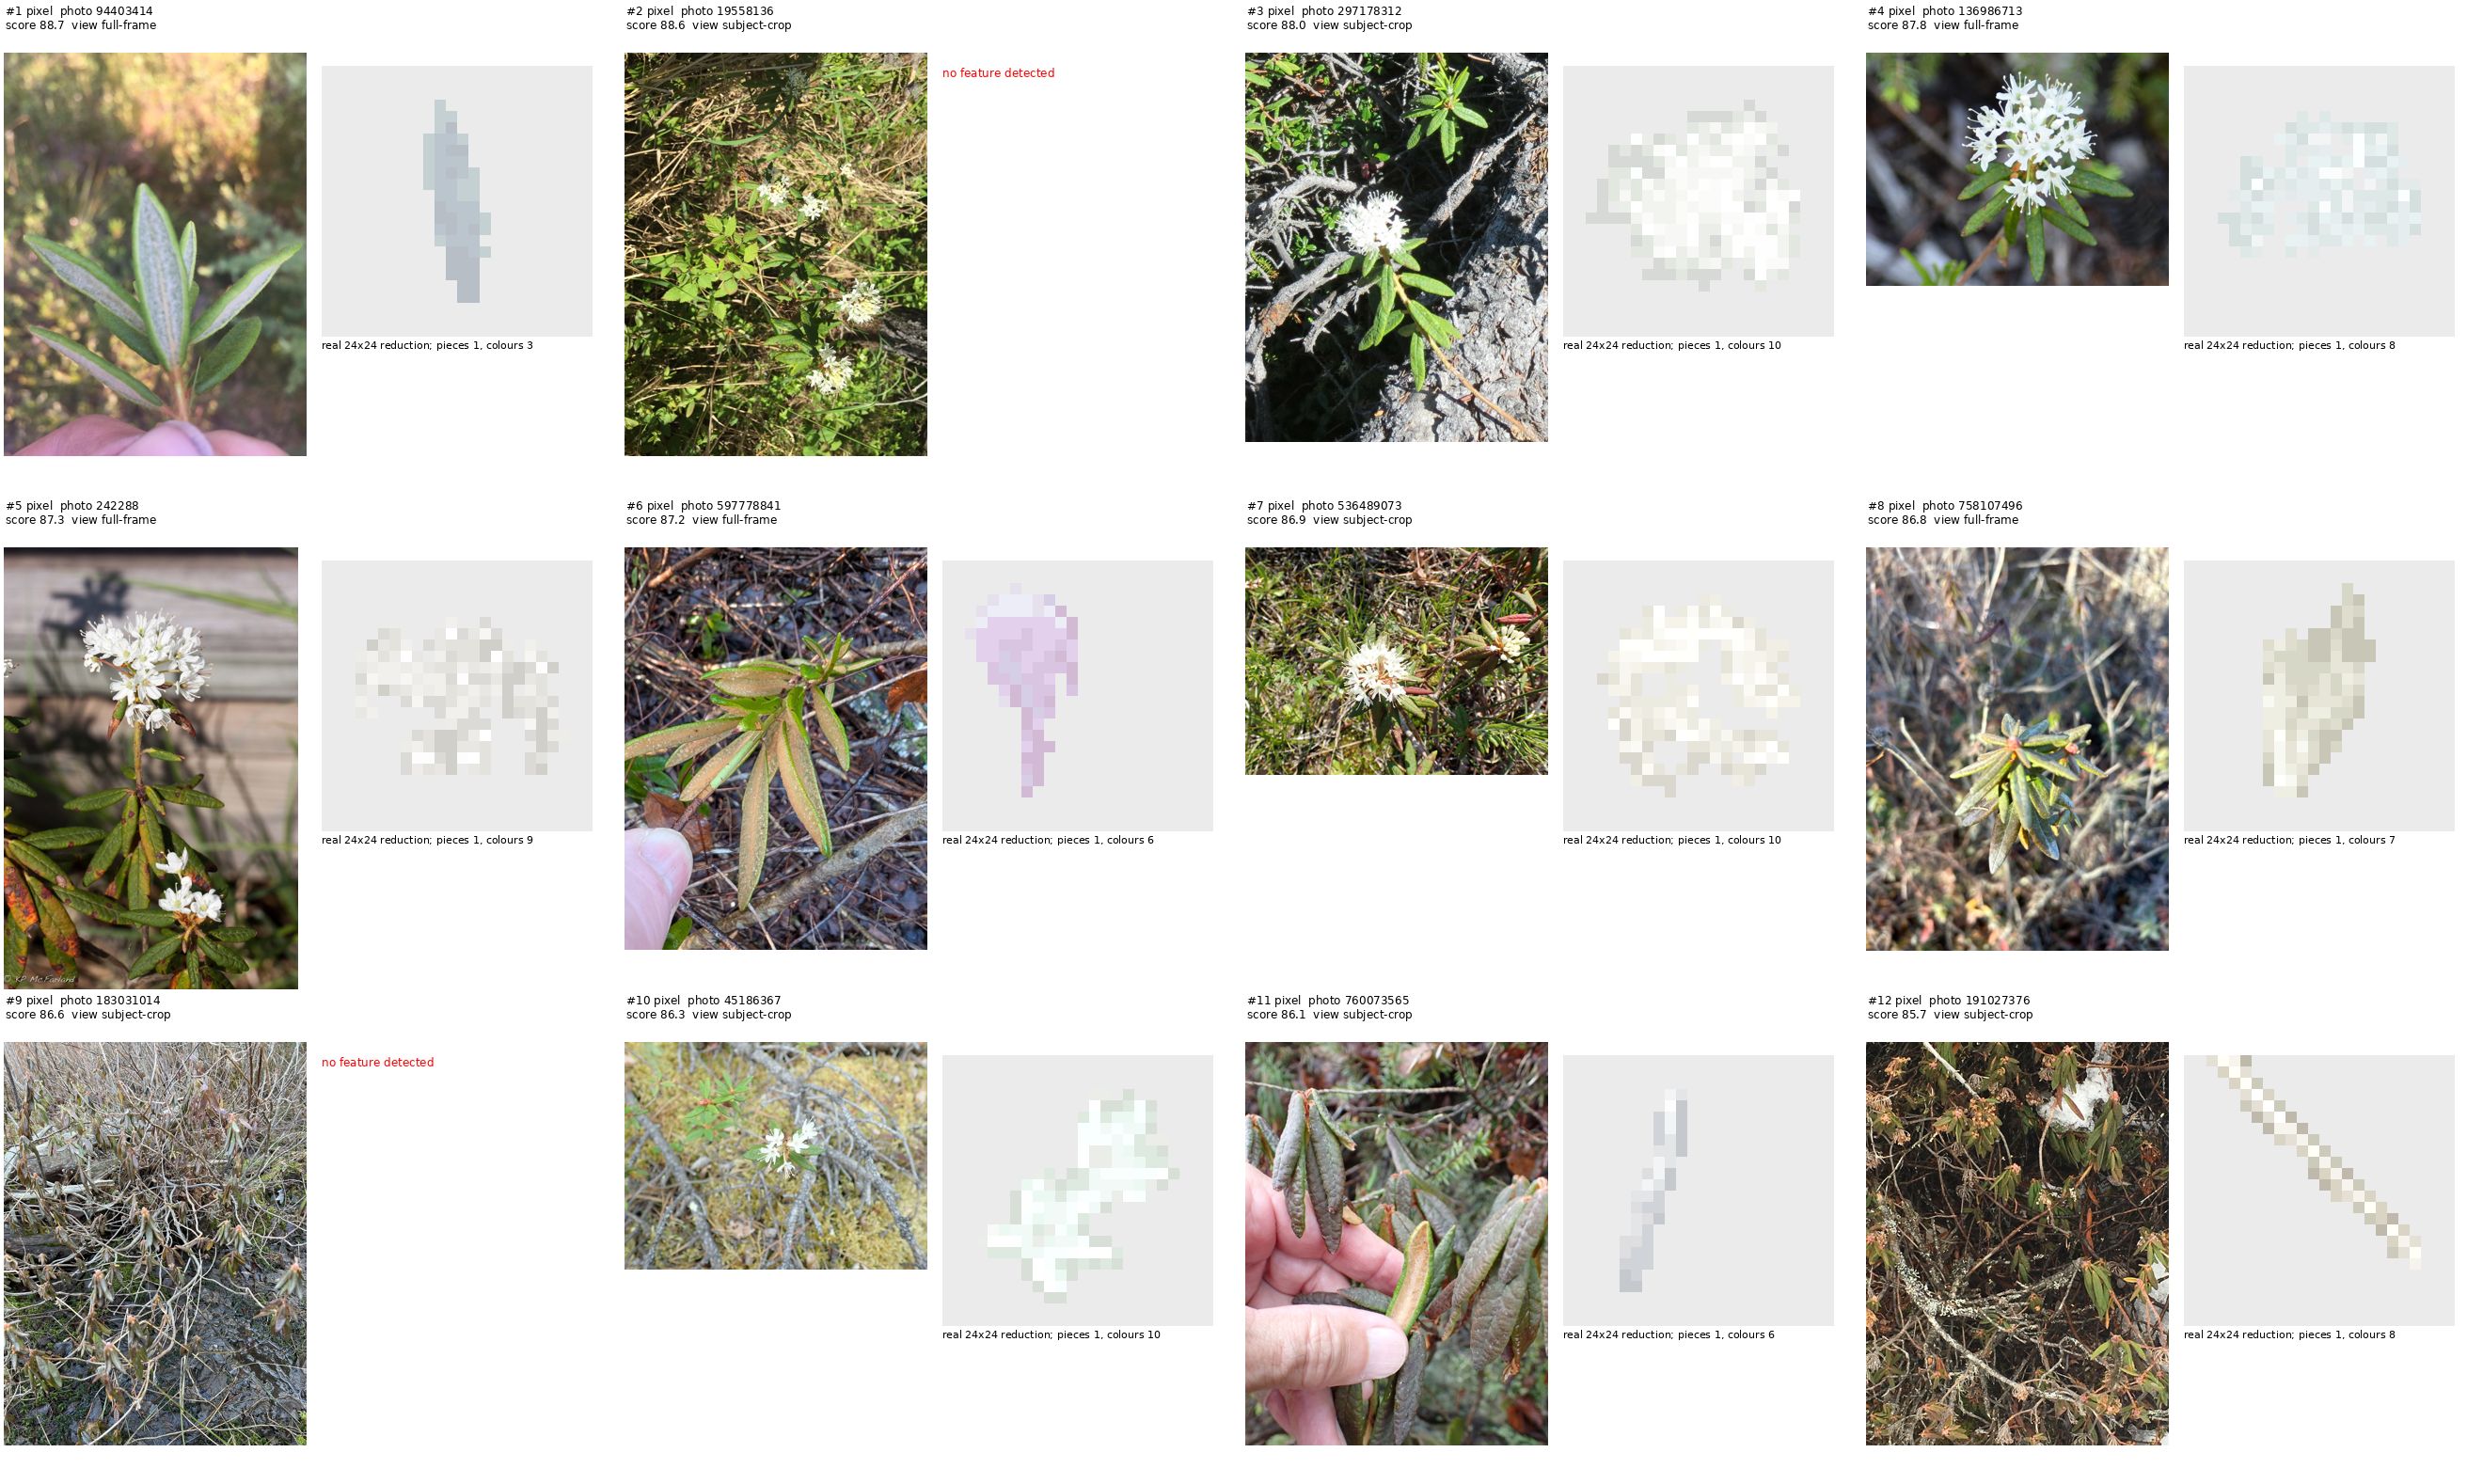 #1 pixel  photo 94403414
score 88.7  view full-frame
real 24x24 reduction; pieces 1, colours 3
#2 pixel  photo 19558136
score 88.6  view subject-crop
no feature detected
#3 pixel  photo 297178312
score 88.0  view subject-crop
real 24x24 reduction; pieces 1, colours 10
#4 pixel  photo 136986713
score 87.8  view full-frame
real 24x24 reduction; pieces 1, colours 8
#5 pixel  photo 242288
score 87.3  view full-frame
© KP McFarland
real 24x24 reduction; pieces 1, colours 9
#6 pixel  photo 597778841
score 87.2  view full-frame
real 24x24 reduction; pieces 1, colours 6
#7 pixel  photo 536489073
score 86.9  view subject-crop
real 24x24 reduction; pieces 1, colours 10
#8 pixel  photo 758107496
score 86.8  view full-frame
real 24x24 reduction; pieces 1, colours 7
#9 pixel  photo 183031014
score 86.6  view subject-crop
no feature detected
#10 pixel  photo 45186367
score 86.3  view subject-crop
real 24x24 reduction; pieces 1, colours 10
#11 pixel  photo 760073565
score 86.1  view subject-crop
real 24x24 reduction; pieces 1, colours 6
#12 pixel  photo 191027376
score 85.7  view subject-crop
real 24x24 reduction; pieces 1, colours 8